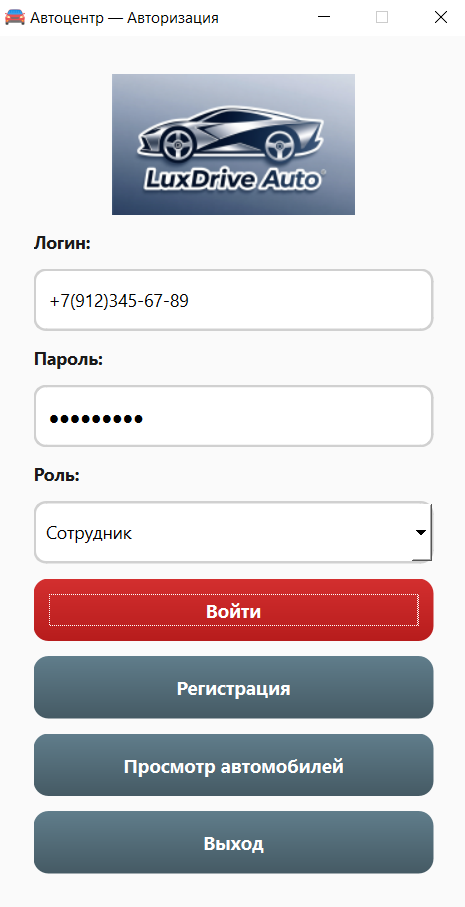 Автоцентр — Авторизация
LuxDrive Auto
Логин:
+7(912)345-67-89
Пароль:
●●●●●●●●●
Роль:
Сотрудник
Войти
Регистрация
Просмотр автомобилей
Выход